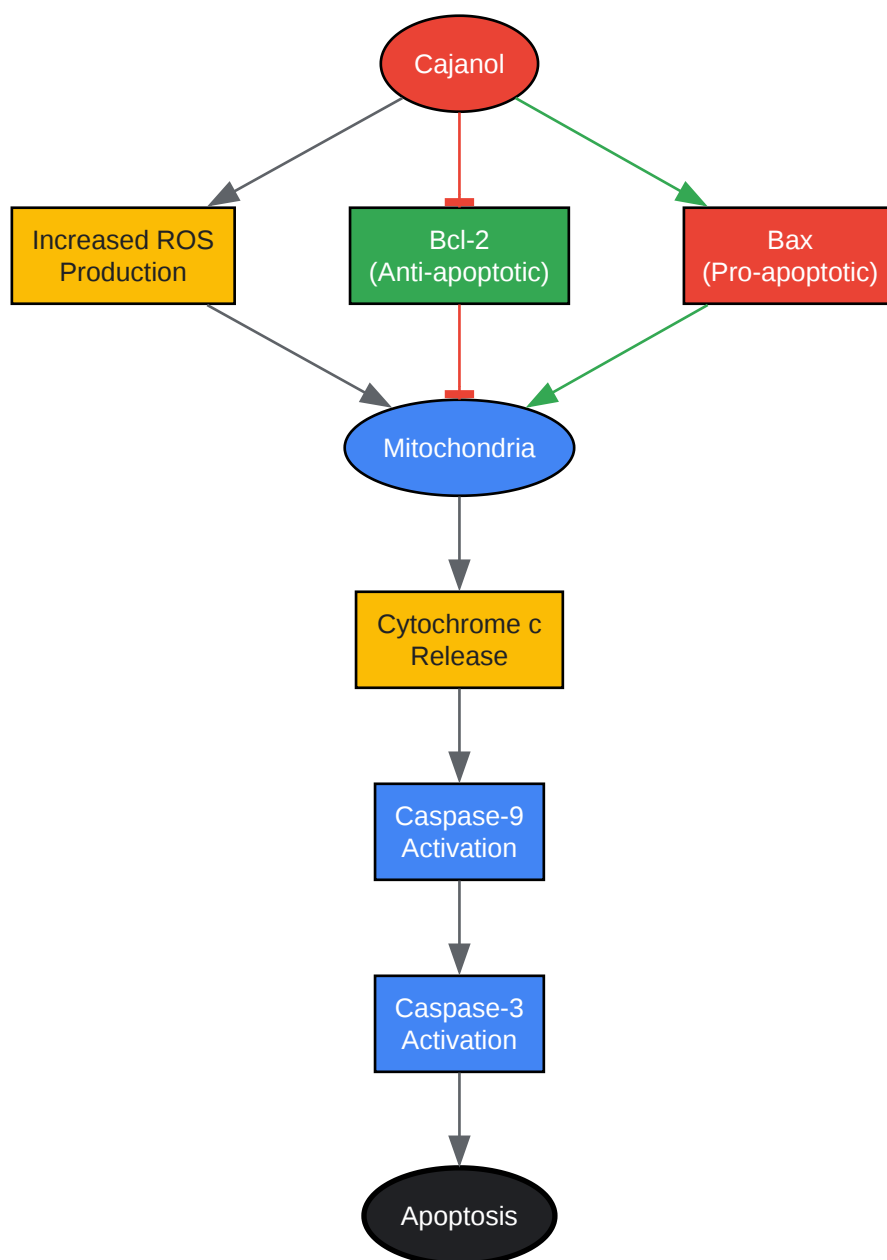 Cajanol
Increased ROS
Production
Bcl-2
(Anti-apoptotic)
Bax
(Pro-apoptotic)
Mitochondria
Cytochrome c
Release
Caspase-9
Activation
Caspase-3
Activation
Apoptosis